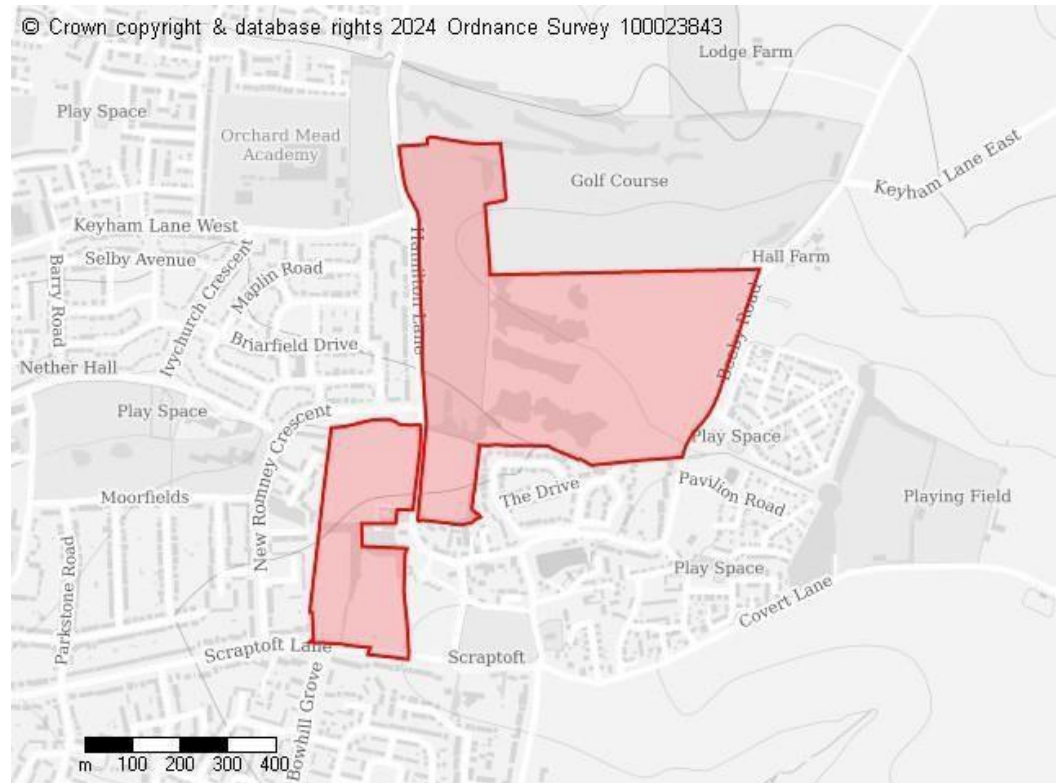 © Crown copyright & database rights 2024 Ordnance Survey 100023843
Lodge Farm
Play Space
Orchard Mead
Academy
Golf Course
Keyham Lane East
Keyham Lane West
Selby Avenue
Barry Road
Ivychurch Crescent
Maplin Road
Hamilton Lane
Hall Farm
Beeby Road
Briarfield Drive
Nether Hall
Play Space
New Romney Crescent
Play Space
Moorfields
The Drive
Pavilion Road
Playing Field
Parkstone Road
Play Space
Covert Lane
Scraptoft Lane
Scraptoft
Bowhill Grove
m 100 200 300 400